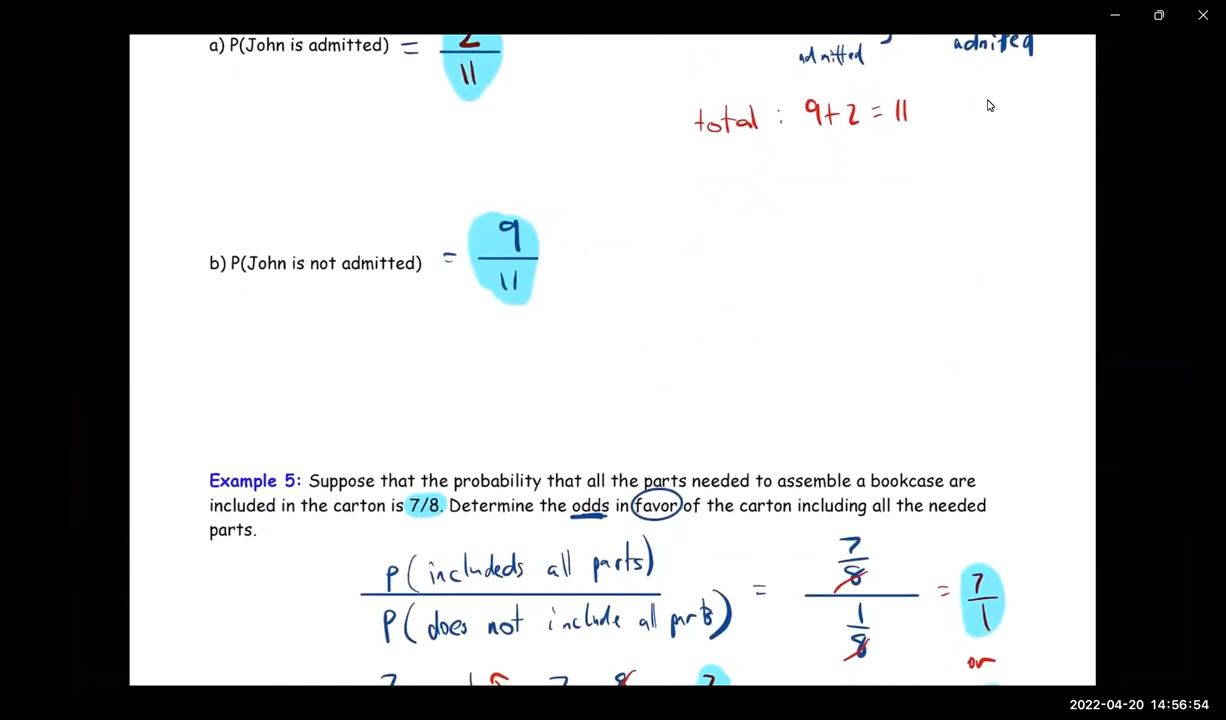 a) P(John is admitted) = 2/11
admitted admited
total : 9+2 = 11
b) P(John is not admitted) = 9/11
Example 5: Suppose that the probability that all the parts needed to assemble a bookcase are
included in the carton is 7/8. Determine the odds in favor of the carton including all the needed
parts.
P(includeds all parts) / P(does not include all parts) = 7/8 / 1/8 = 7/1
or
2022-04-20 14:56:54